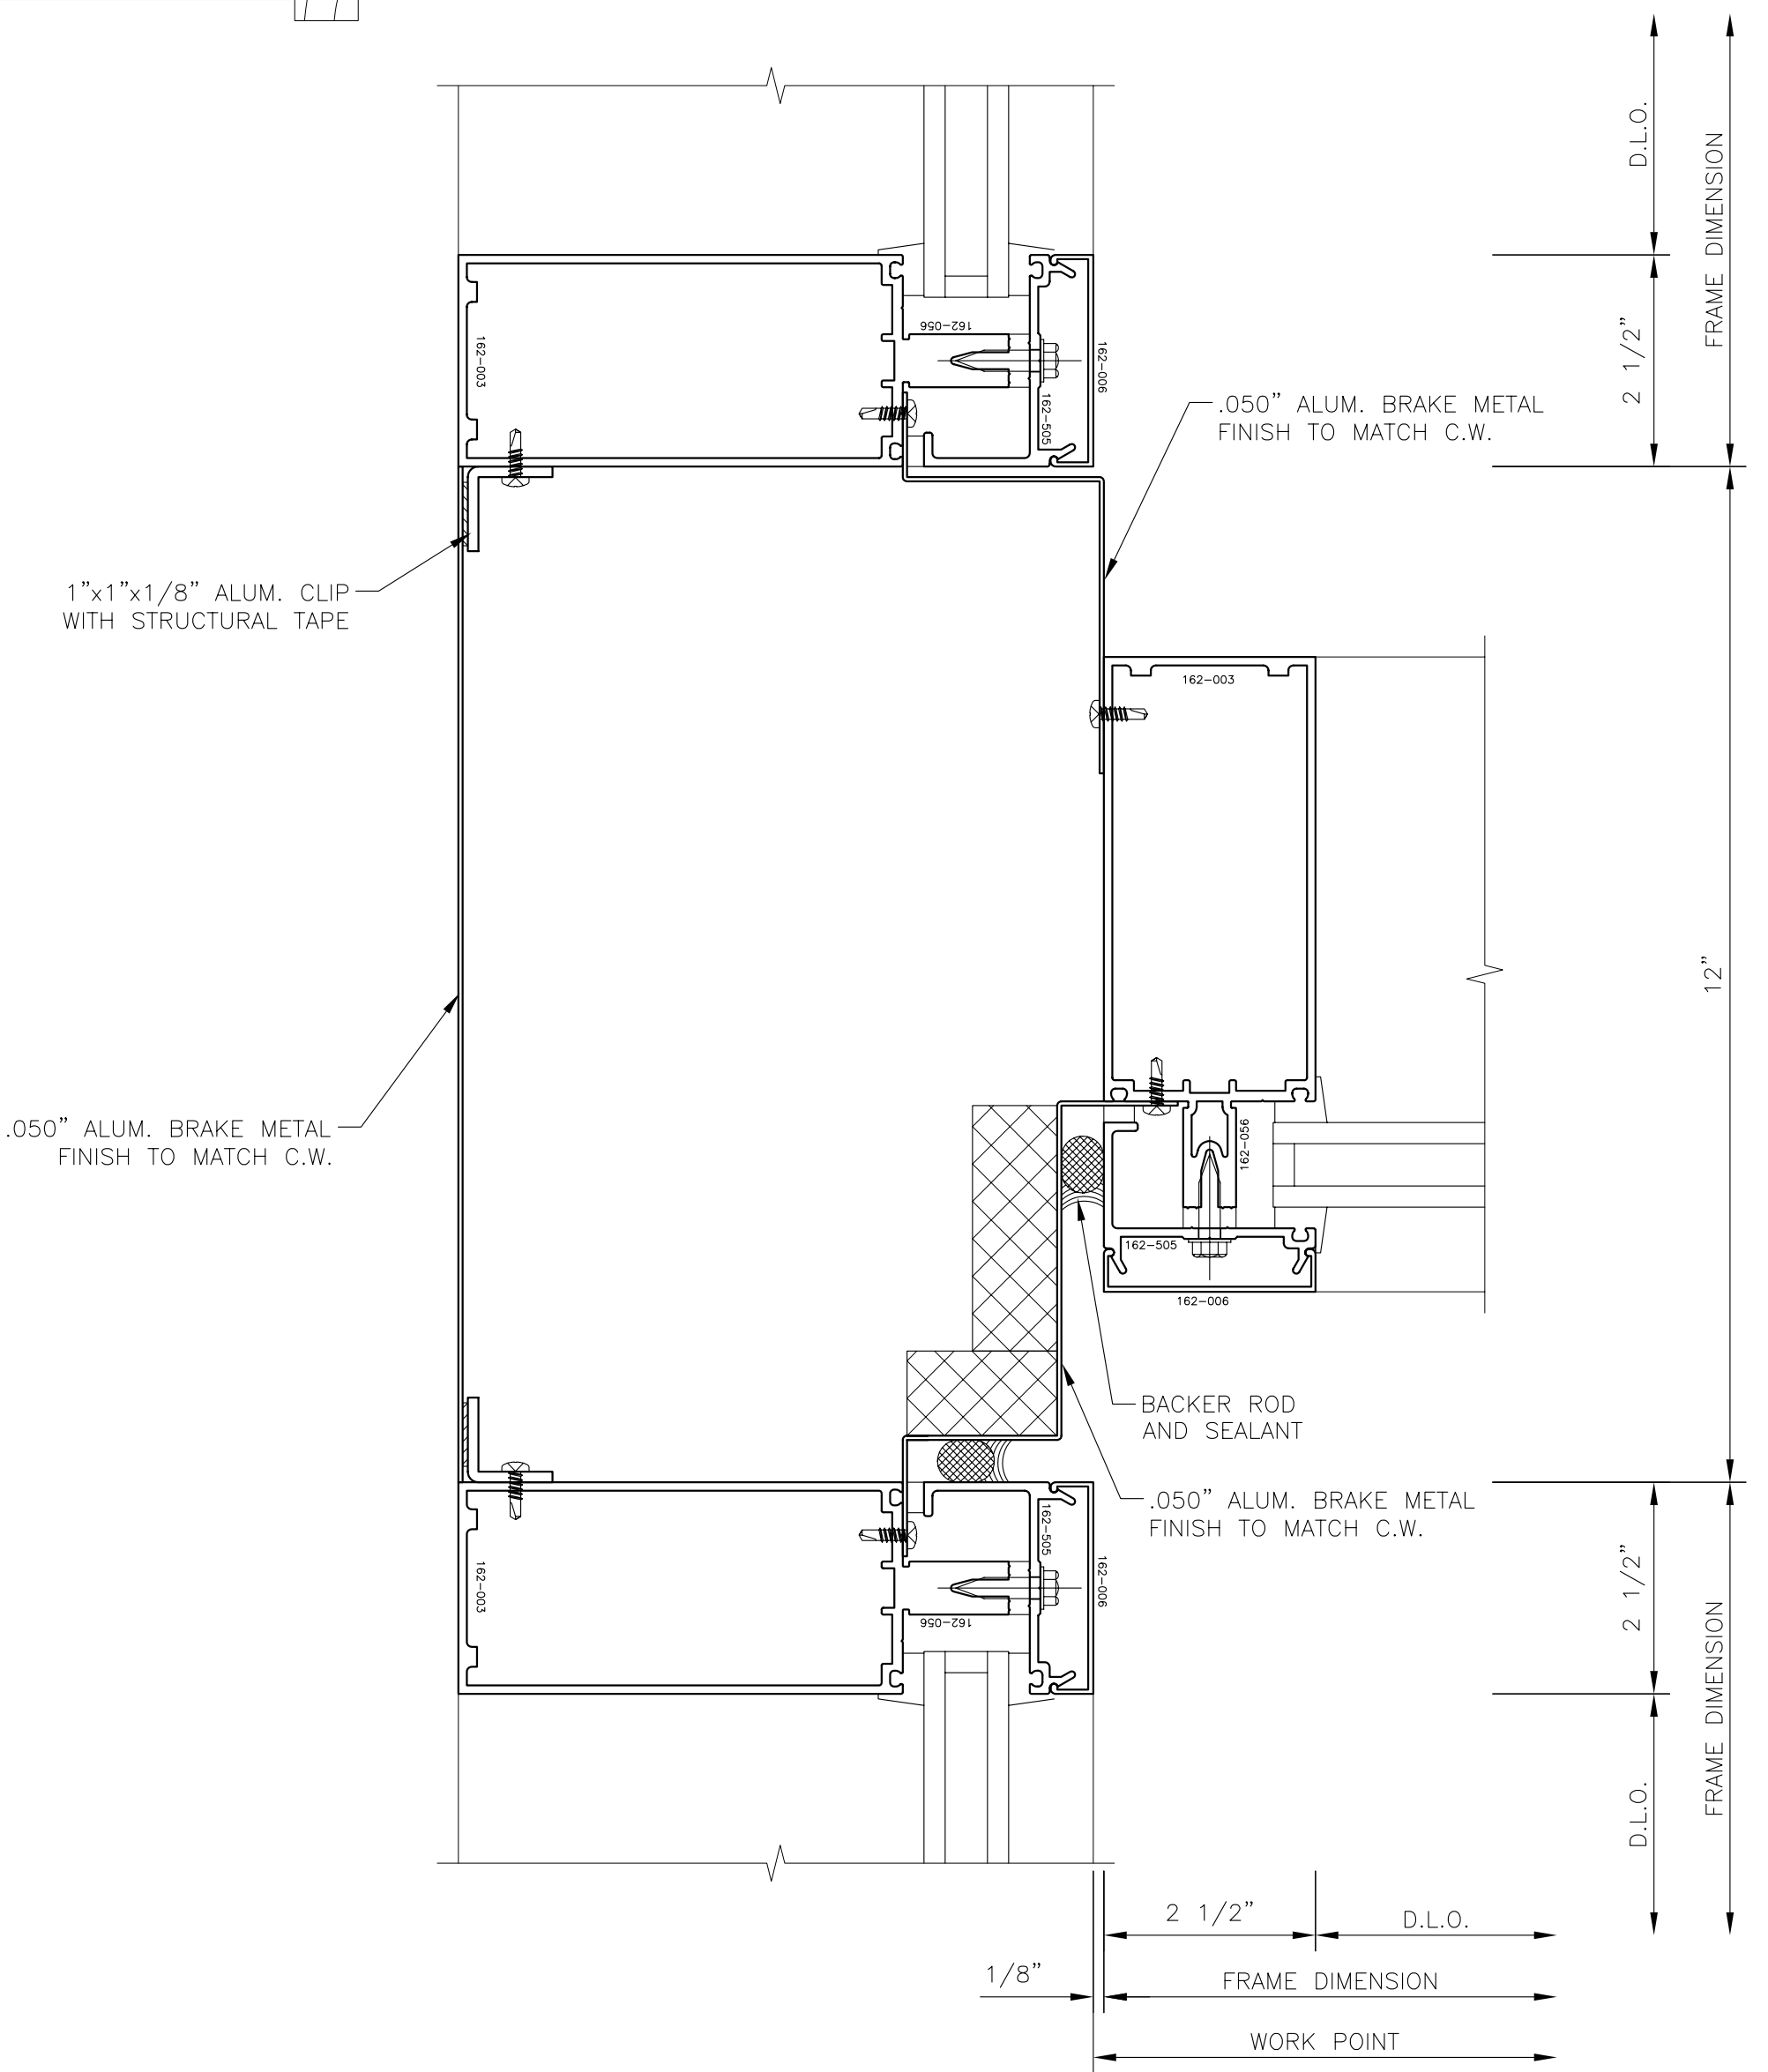 D.L.O.
FRAME DIMENSION
2 1/2”
162-003
162-056
162-505
162-006
.050” ALUM. BRAKE METAL
FINISH TO MATCH C.W.
1”x1”x1/8” ALUM. CLIP
WITH STRUCTURAL TAPE
162-003
12”
.050” ALUM. BRAKE METAL
FINISH TO MATCH C.W.
162-056
162-505
162-006
BACKER ROD
AND SEALANT
.050” ALUM. BRAKE METAL
FINISH TO MATCH C.W.
162-003
162-056
162-505
162-006
2 1/2”
FRAME DIMENSION
D.L.O.
2 1/2”
D.L.O.
1/8”
FRAME DIMENSION
WORK POINT